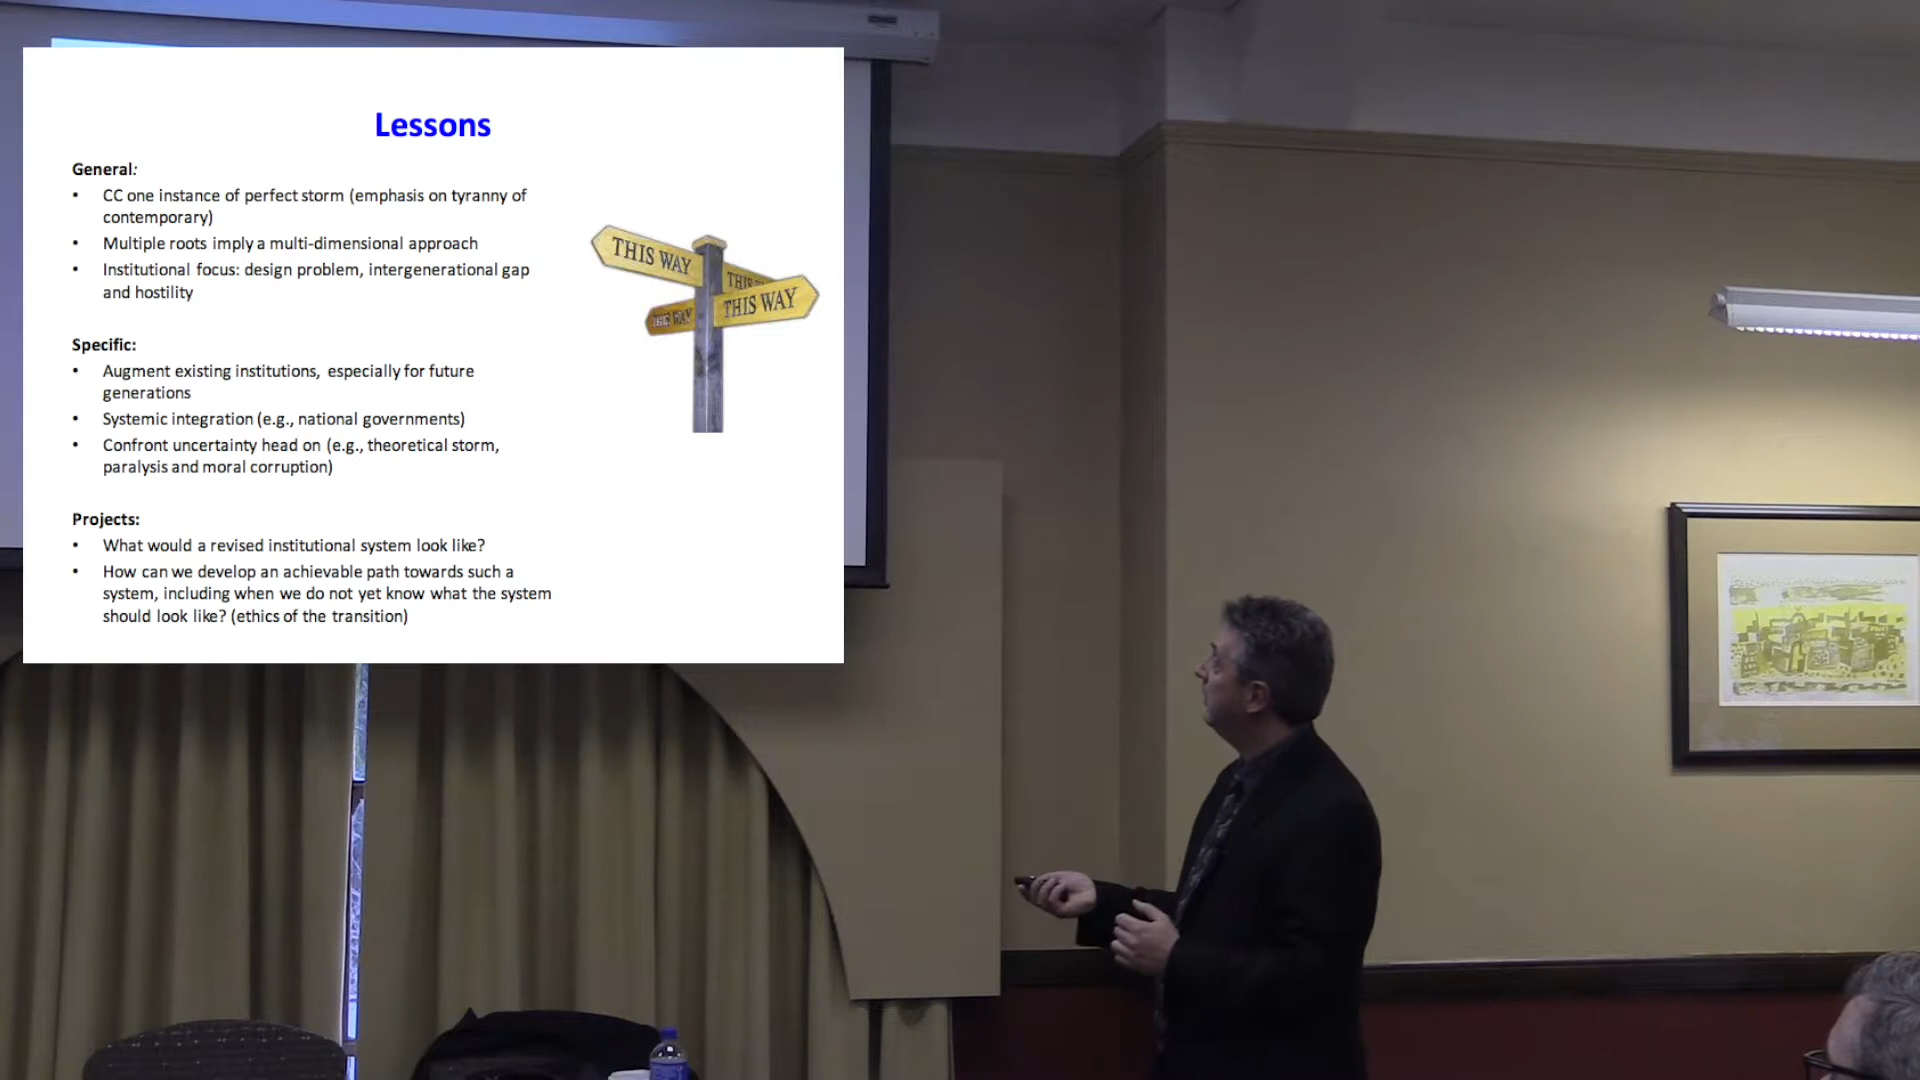 Lessons
General:
• CC one instance of perfect storm (emphasis on tyranny of
contemporary)
• Multiple roots imply a multi-dimensional approach
• Institutional focus: design problem, intergenerational gap
and hostility
Specific:
• Augment existing institutions, especially for future
generations
• Systemic integration (e.g., national governments)
• Confront uncertainty head on (e.g., theoretical storm,
paralysis and moral corruption)
Projects:
• What would a revised institutional system look like?
• How can we develop an achievable path towards such a
system, including when we do not yet know what the system
should look like? (ethics of the transition)
THIS WAY
THIS
THIS WAY
THIS WAY